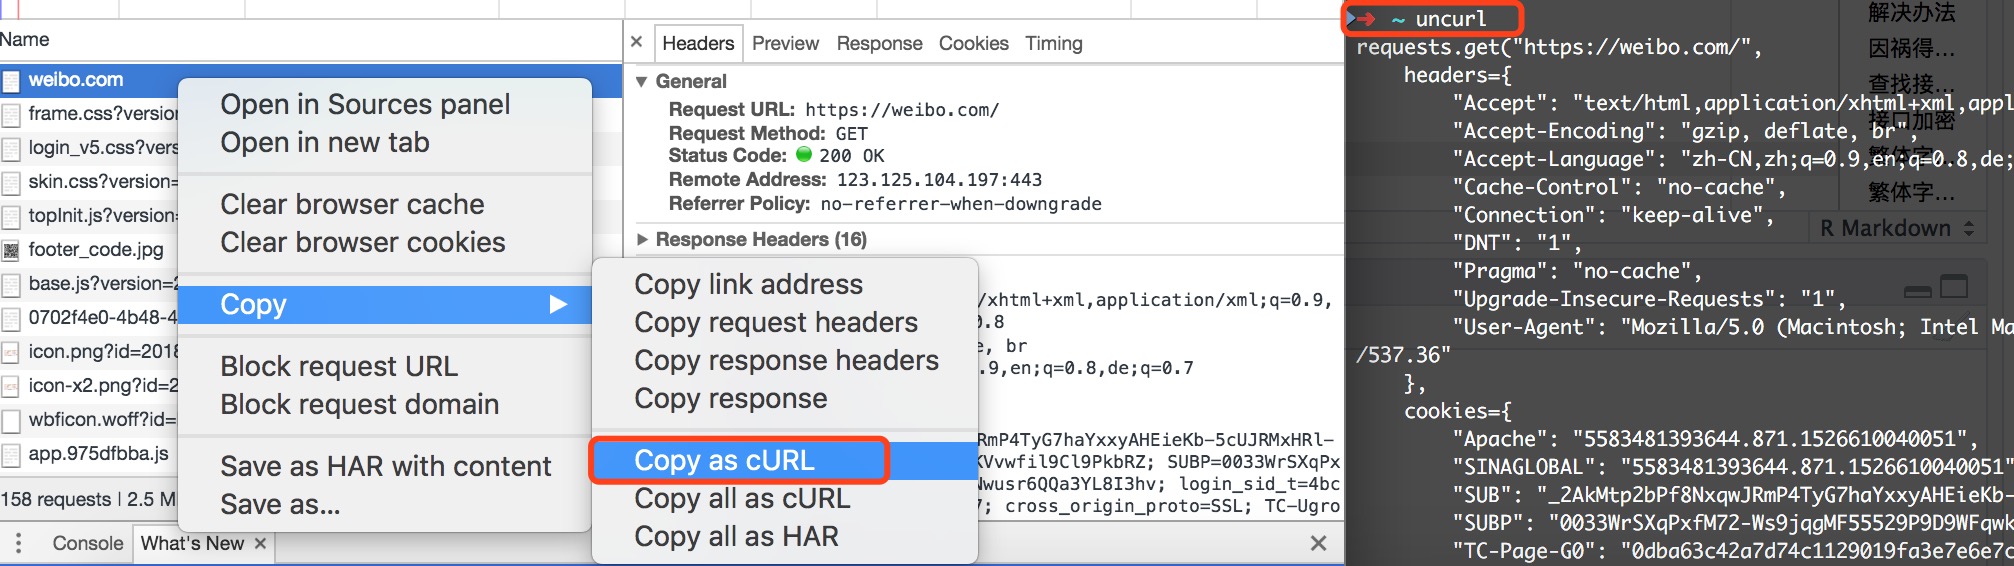 Name
weibo.com
frame.css?version
login_v5.css?vers
skin.css?version=
topInit.js?version=
footer_code.jpg
base.js?version=2
0702f4e0-4b48-4
icon.png?id=2018
icon-x2.png?id=2
wbficon.woff?id=
app.975dfbba.js
158 requests | 2.5 M
Console What's New ×
Open in Sources panel
Open in new tab
Clear browser cache
Clear browser cookies
Copy
Block request URL
Block request domain
Save as HAR with content
Save as...
Copy link address
Copy request headers
Copy response headers
Copy response
Copy as cURL
Copy all as cURL
Copy all as HAR
× Headers Preview Response Cookies Timing
▼ General
Request URL: https://weibo.com/
Request Method: GET
Status Code: 200 OK
Remote Address: 123.125.104.197:443
Referrer Policy: no-referrer-when-downgrade
▶ Response Headers (16)
/xhtml+xml,application/xml;q=0.9,
0.8
e, br
.9,en;q=0.8,de;q=0.7
RmP4TyG7haYxxyAHEieKb-5cUJRMxHRl-
KVvwfil9Cl9PkbRZ; SUBP=0033WrSXqPx
Nwusr6QQa3YL8I3hv; login_sid_t=4bc
7; cross_origin_proto=SSL; TC-Ugro
➜ ~ uncurl
requests.get("https://weibo.com/",
headers={
"Accept": "text/html,application/xhtml+xml,appl
"Accept-Encoding": "gzip, deflate, br",
"Accept-Language": "zh-CN,zh;q=0.9,en;q=0.8,de;
"Cache-Control": "no-cache",
"Connection": "keep-alive",
"DNT": "1",
"Pragma": "no-cache",
"Upgrade-Insecure-Requests": "1",
"User-Agent": "Mozilla/5.0 (Macintosh; Intel Ma
/537.36"
},
cookies={
"Apache": "5583481393644.871.1526610040051",
"SINAGLOBAL": "5583481393644.871.1526610040051"
"SUB": "_2AkMtp2bPf8NxqwJRmP4TyG7haYxxyAHEieKb-
"SUBP": "0033WrSXqPxfM72-Ws9jqgMF55529P9D9WFqwk
"TC-Page-G0": "0dba63c42a7d74c1129019fa3e7e6e7c
解决办法
因祸得...
查找接...
接口加密
繁体字...
繁体字...
R Markdown